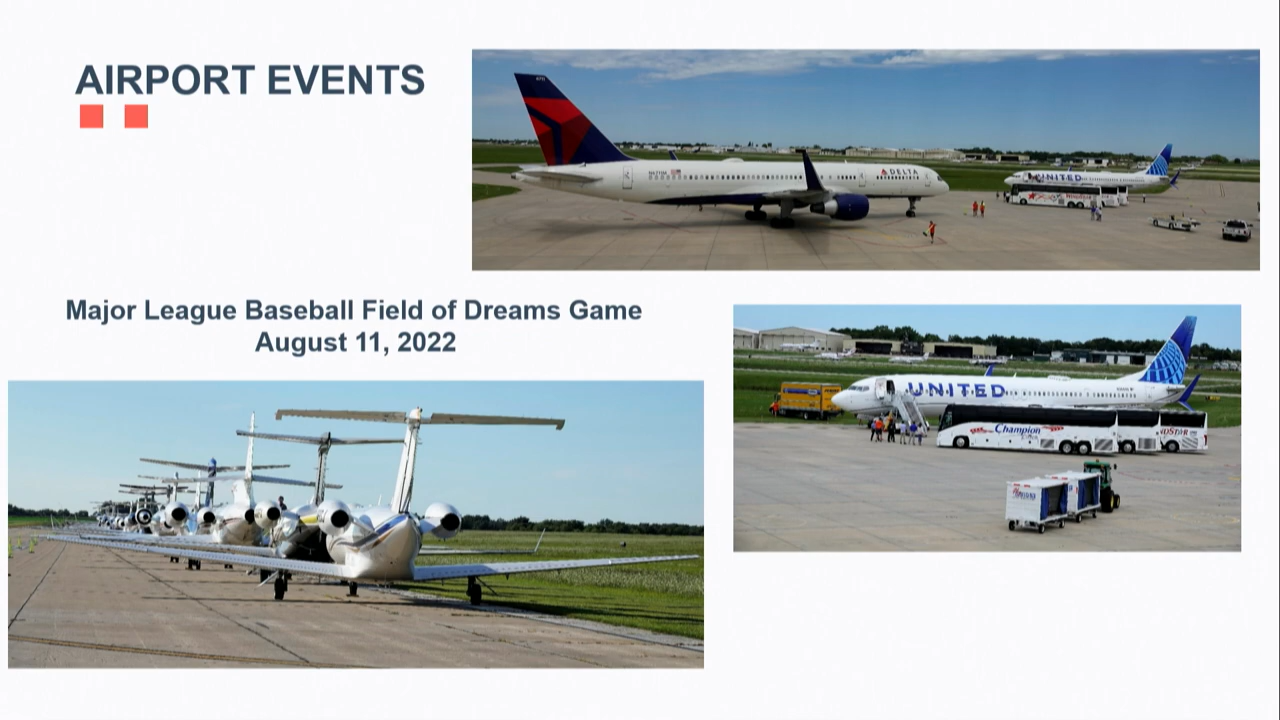 AIRPORT EVENTS
DELTA
UNITED
Major League Baseball Field of Dreams Game
August 11, 2022
UNITED
Champion